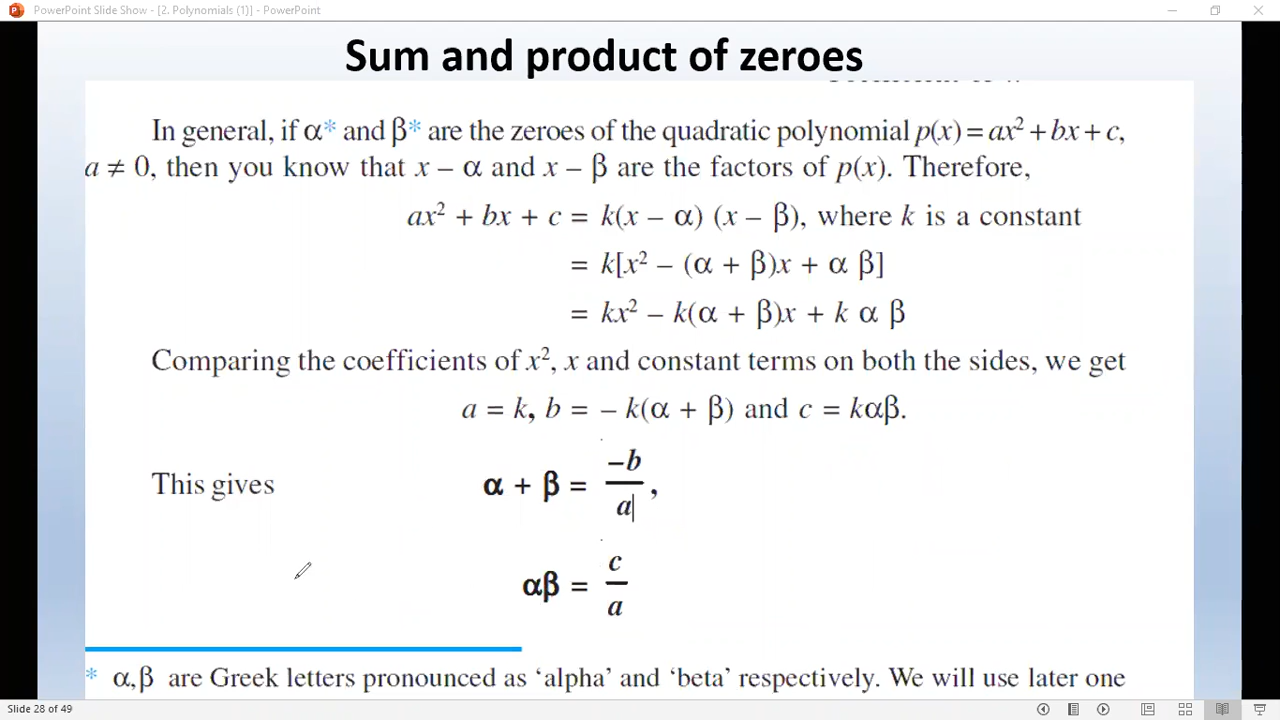 PowerPoint Slide Show - [2. Polynomials (1)] - PowerPoint
Sum and product of zeroes
In general, if α* and β* are the zeroes of the quadratic polynomial p(x) = ax² + bx + c,
a ≠ 0, then you know that x – α and x – β are the factors of p(x). Therefore,
ax² + bx + c = k(x – α) (x – β), where k is a constant
= k[x² – (α + β)x + α β]
= kx² – k(α + β)x + k α β
Comparing the coefficients of x², x and constant terms on both the sides, we get
a = k, b = – k(α + β) and c = kαβ.
This gives α + β = –b/a,
αβ = c/a
* α,β are Greek letters pronounced as ‘alpha’ and ‘beta’ respectively. We will use later one
Slide 28 of 49